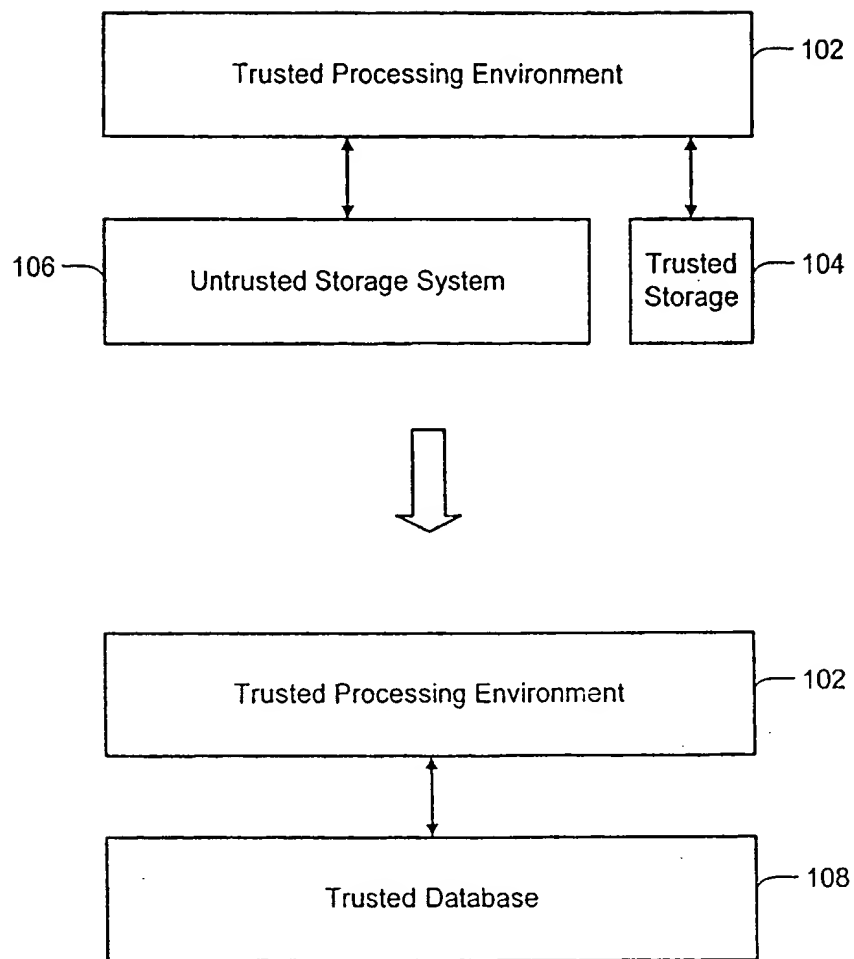 Trusted Processing Environment
102
106
Untrusted Storage System
Trusted
Storage
104
Trusted Processing Environment
102
Trusted Database
108